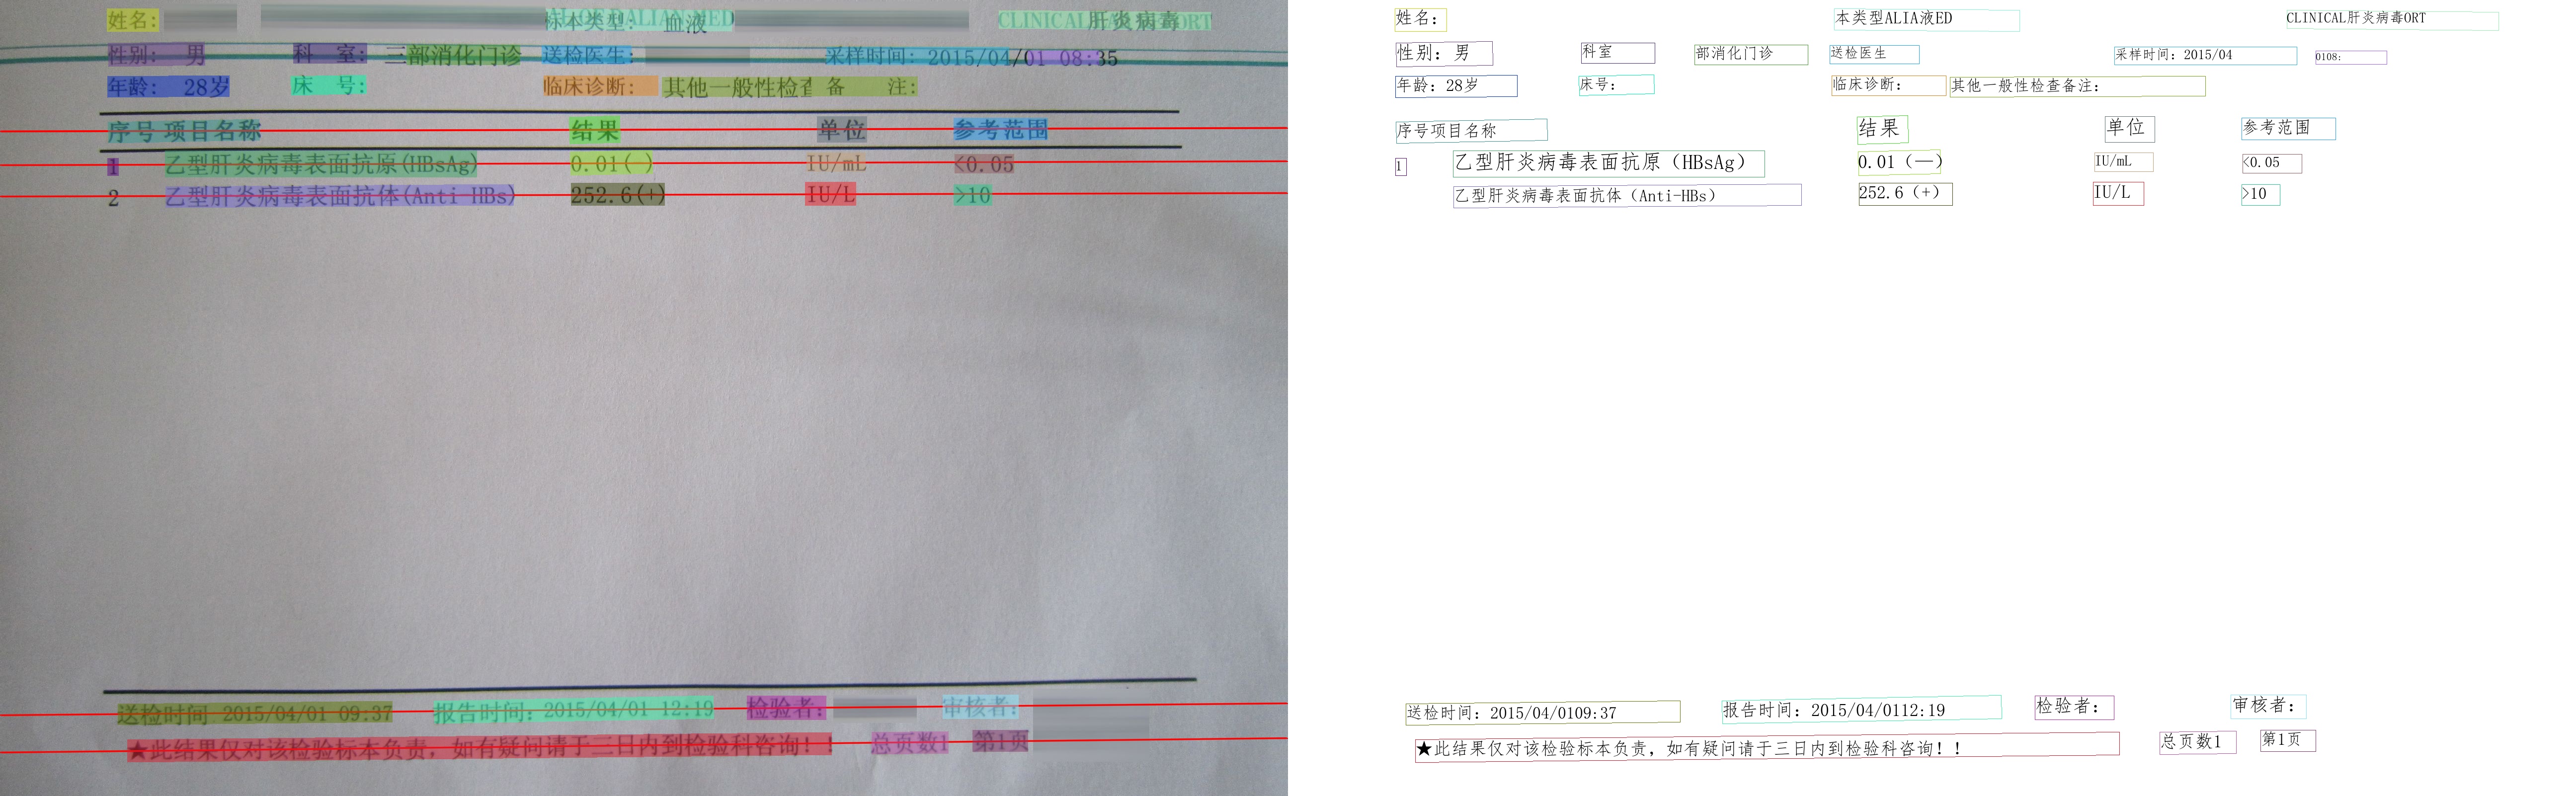 姓名: 标本类型: 血液 CLINICAL 肝炎病毒 ORT
性别: 男 科 室: 三部消化门诊 送检医生: 采样时间: 2015/04/01 08:35
年龄: 28岁 床 号: 临床诊断: 其他一般性检查 备 注:
序号 项目名称 结果 单位 参考范围
1 乙型肝炎病毒表面抗原(HBsAg) 0.01( ) IU/mL <0.05
2 乙型肝炎病毒表面抗体(Anti HBs) 252.6(+) IU/L >10
送检时间 2015/04/01 09:37 报告时间: 2015/04/01 12:19 检验者: 审核者:
★此结果仅对该检验标本负责, 如有疑问请于三日内到检验科咨询! ! 总页数1 第1页
姓名: 本类型ALIA液ED CLINICAL肝炎病毒ORT
性别: 男 科室 部消化门诊 送检医生 采样时间: 2015/04 0108:
年龄: 28岁 床号: 临床诊断: 其他一般性检查备注:
序号项目名称 结果 单位 参考范围
1 乙型肝炎病毒表面抗原（HBsAg） 0.01（—） IU/mL <0.05
乙型肝炎病毒表面抗体（Anti-HBs） 252.6（+） IU/L >10
送检时间: 2015/04/0109:37 报告时间: 2015/04/0112:19 检验者: 审核者:
★此结果仅对该检验标本负责, 如有疑问请于三日内到检验科咨询! ! 总页数1 第1页